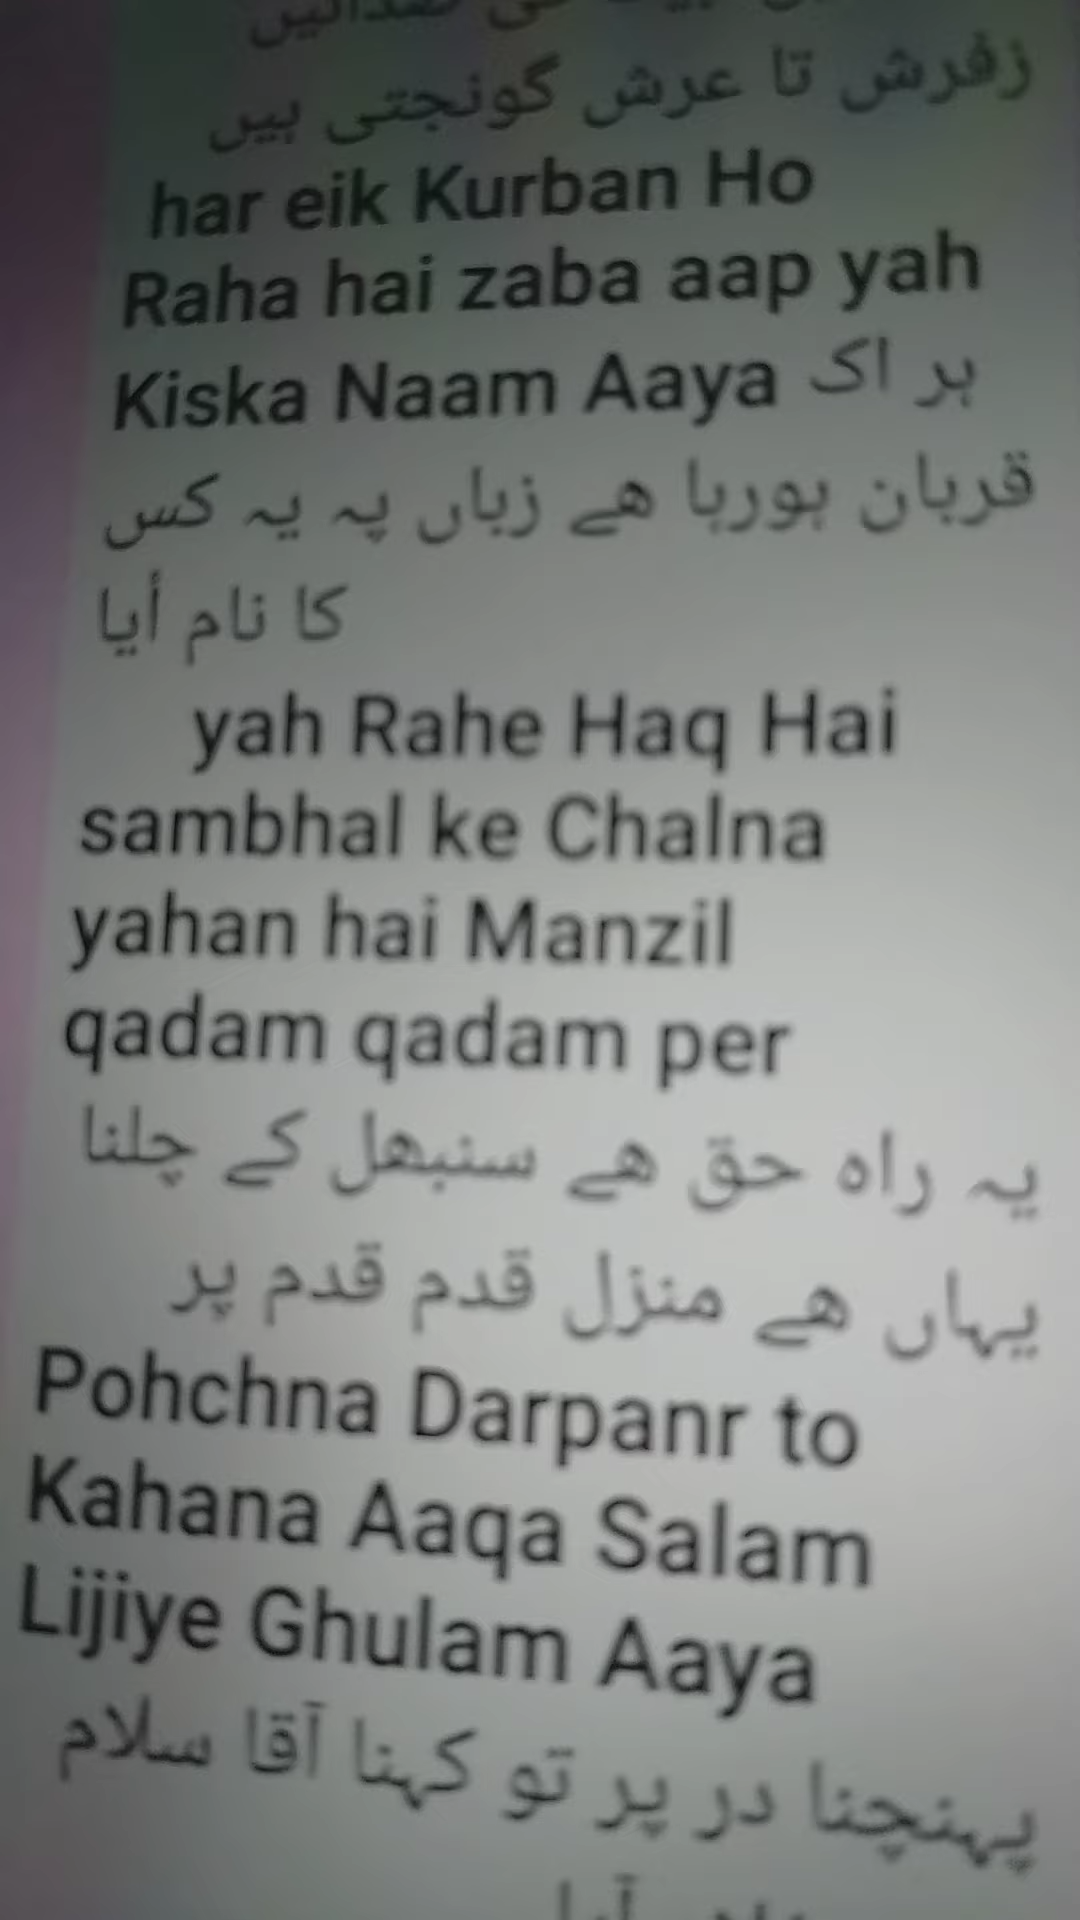 صدائیں
زفرش تا عرش گونجتی ہیں
har eik Kurban Ho
Raha hai zaba aap yah
Kiska Naam Aaya ہر اک
قربان ہورہا ھے زباں پہ یہ کس
کا نام أیا
yah Rahe Haq Hai
sambhal ke Chalna
yahan hai Manzil
qadam qadam per
یہ راہ حق ھے سنبھل کے چلنا
یہاں ھے منزل قدم قدم پر
Pohchna Darpanr to
Kahana Aaqa Salam
Lijiye Ghulam Aaya
پہنچنا در پر تو کہنا آقا سلام